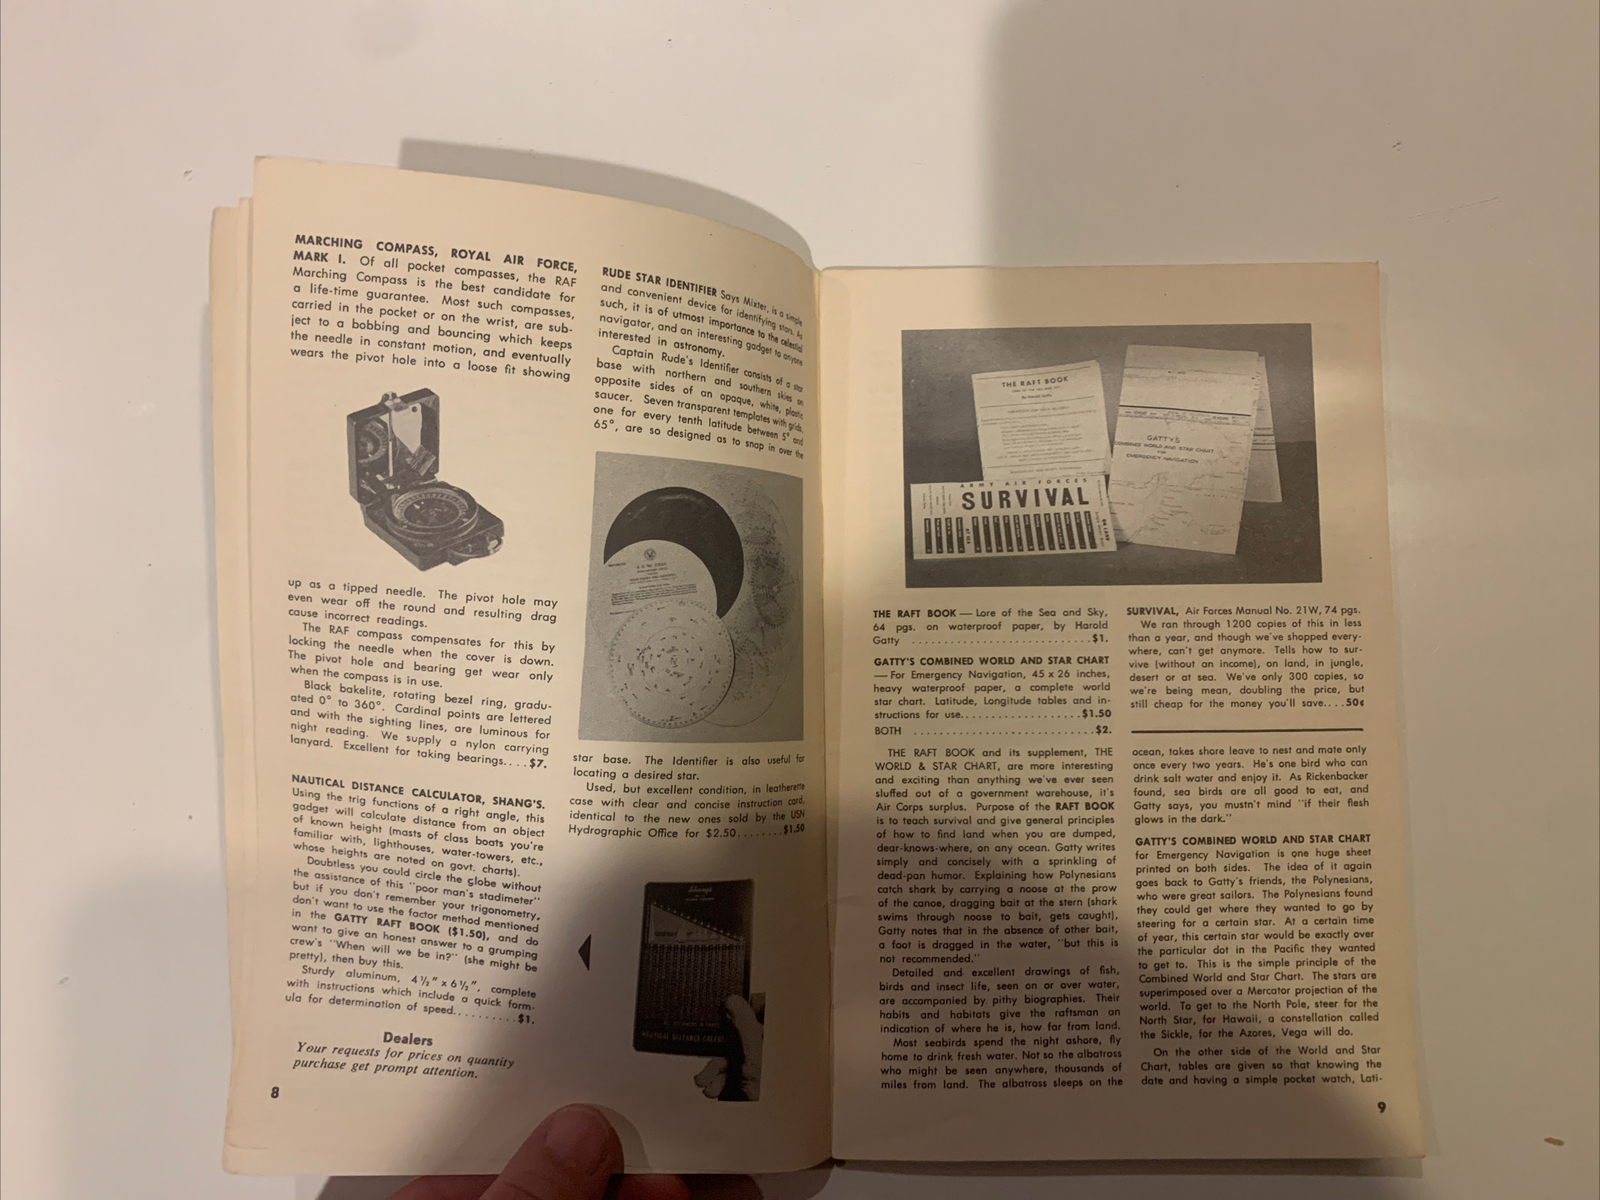 MARCHING COMPASS, ROYAL AIR FORCE,
MARK I. Of all pocket compasses, the RAF
Marching Compass is the best candidate for
a life-time guarantee. Most such compasses,
carried in the pocket or on the wrist, are sub-
ject to a bobbing and bouncing which keeps
the needle in constant motion, and eventually
wears the pivot hole into a loose fit showing
up as a tipped needle. The pivot hole may
even wear off the round and resulting drag
cause incorrect readings.
The RAF compass compensates for this by
locking the needle when the cover is down.
The pivot hole and bearing get wear only
when the compass is in use.
Black bakelite, rotating bezel ring, gradu-
ated 0° to 360°. Cardinal points are lettered
and with the sighting lines, are luminous for
night reading. We supply a nylon carrying
lanyard. Excellent for taking bearings....$7.
NAUTICAL DISTANCE CALCULATOR, SHANG'S.
Using the trig functions of a right angle, this
gadget will calculate distance from an object
of known height (masts of class boats you're
familiar with, lighthouses, water-towers, etc.,
whose heights are noted on govt. charts).
Doubtless you could circle the globe without
the assistance of this "poor man's stadimeter"
but if you don't remember your trigonometry,
don't want to use the factor method mentioned
in the GATTY RAFT BOOK ($1.50), and do
want to give an honest answer to a grumping
crew's "When will we be in?" (she might be
pretty), then buy this.
Sturdy aluminum, 4½" x 6½", complete
with instructions which include a quick form-
ula for determination of speed..........$1.
Dealers
Your requests for prices on quantity
purchase get prompt attention.
8
RUDE STAR IDENTIFIER Says Mixter, is a simple
and convenient device for identifying stars. As
such, it is of utmost importance to the celestial
navigator, and an interesting gadget to anyone
interested in astronomy.
Captain Rude's Identifier consists of a star
base with northern and southern skies on
opposite sides of an opaque, white, plastic
saucer. Seven transparent templates with grids,
one for every tenth latitude between 5° and
65°, are so designed as to snap in over the
star base. The Identifier is also useful for
locating a desired star.
Used, but excellent condition, in leatherette
case with clear and concise instruction card,
identical to the new ones sold by the USN
Hydrographic Office for $2.50........$1.50
NAUTICAL DISTANCE
THE RAFT BOOK
By Harold Gatty
GATTY'S
COMBINED WORLD AND STAR CHART
FOR
EMERGENCY NAVIGATION
ARMY AIR FORCES
SURVIVAL
THE RAFT BOOK — Lore of the Sea and Sky,
64 pgs. on waterproof paper, by Harold
Gatty ..........................$1.
GATTY'S COMBINED WORLD AND STAR CHART
— For Emergency Navigation, 45 x 26 inches,
heavy waterproof paper, a complete world
star chart. Latitude, Longitude tables and in-
structions for use.................$1.50
BOTH ..........................$2.
THE RAFT BOOK and its supplement, THE
WORLD & STAR CHART, are more interesting
and exciting than anything we've ever seen
sluffed out of a government warehouse, it's
Air Corps surplus. Purpose of the RAFT BOOK
is to teach survival and give general principles
of how to find land when you are dumped,
dear-knows-where, on any ocean. Gatty writes
simply and concisely with a sprinkling of
dead-pan humor. Explaining how Polynesians
catch shark by carrying a noose at the prow
of the canoe, dragging bait at the stern (shark
swims through noose to bait, gets caught),
Gatty notes that in the absence of other bait,
a foot is dragged in the water, "but this is
not recommended."
Detailed and excellent drawings of fish,
birds and insect life, seen on or over water,
are accompanied by pithy biographies. Their
habits and habitats give the raftsman an
indication of where he is, how far from land.
Most seabirds spend the night ashore, fly
home to drink fresh water. Not so the albatross
who might be seen anywhere, thousands of
miles from land. The albatross sleeps on the
SURVIVAL, Air Forces Manual No. 21W, 74 pgs.
We ran through 1200 copies of this in less
than a year, and though we've shopped every-
where, can't get anymore. Tells how to sur-
vive (without an income), on land, in jungle,
desert or at sea. We've only 300 copies, so
we're being mean, doubling the price, but
still cheap for the money you'll save....50¢
ocean, takes shore leave to nest and mate only
once every two years. He's one bird who can
drink salt water and enjoy it. As Rickenbacker
found, sea birds are all good to eat, and
Gatty says, you mustn't mind "if their flesh
glows in the dark."
GATTY'S COMBINED WORLD AND STAR CHART
for Emergency Navigation is one huge sheet
printed on both sides. The idea of it again
goes back to Gatty's friends, the Polynesians,
who were great sailors. The Polynesians found
they could get where they wanted to go by
steering for a certain star. At a certain time
of year, this certain star would be exactly over
the particular dot in the Pacific they wanted
to get to. This is the simple principle of the
Combined World and Star Chart. The stars are
superimposed over a Mercator projection of the
world. To get to the North Pole, steer for the
North Star, for Hawaii, a constellation called
the Sickle, for the Azores, Vega will do.
On the other side of the World and Star
Chart, tables are given so that knowing the
date and having a simple pocket watch, Lati-
9